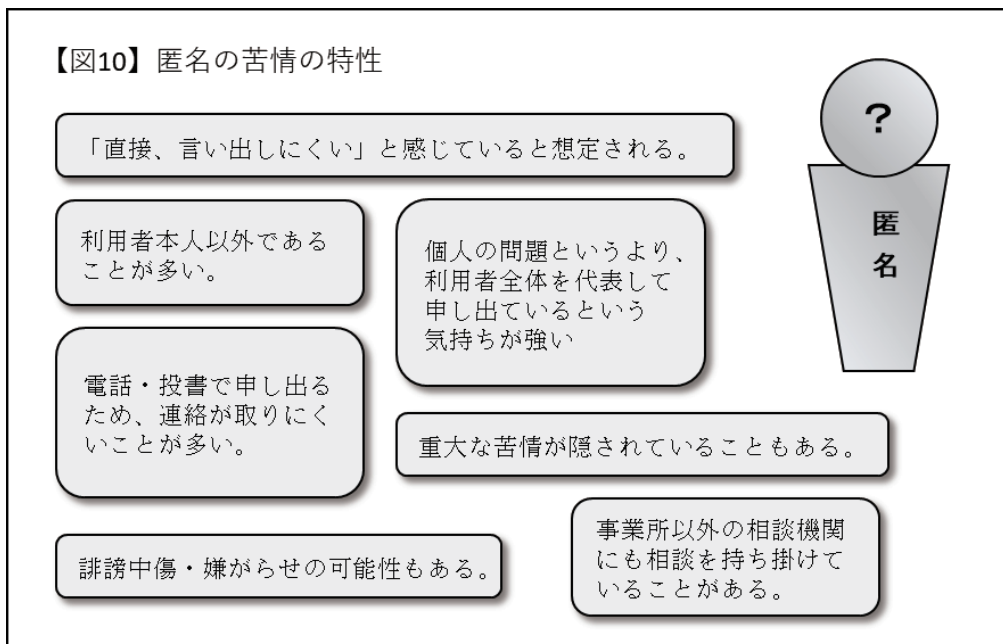 【図10】匿名の苦情の特性
?
匿名
「直接、言い出しにくい」と感じていると想定される。
利用者本人以外である
ことが多い。
個人の問題というより、
利用者全体を代表して
申し出ているという
気持ちが強い
電話・投書で申し出る
ため、連絡が取りにく
いことが多い。
重大な苦情が隠されていることもある。
誹謗中傷・嫌がらせの可能性もある。
事業所以外の相談機関
にも相談を持ち掛けて
いることがある。